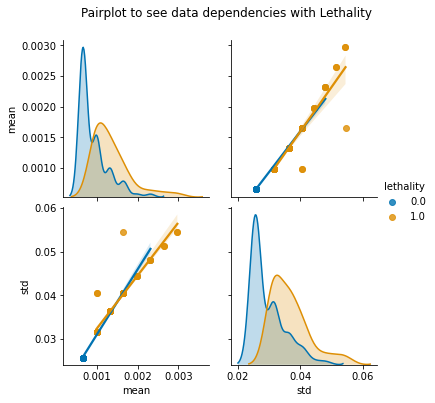 Pairplot to see data dependencies with Lethality
0.0030
0.0025
0.0020
0.0015
0.0010
mean
lethality
0.0
1.0
0.06
0.05
0.04
0.03
std
0.001 0.002 0.003
mean
0.02 0.04 0.06
std